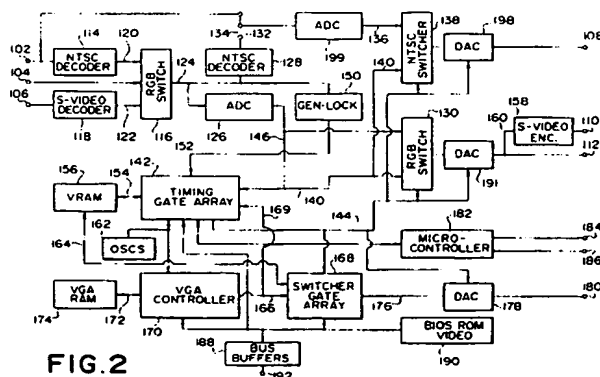 102
104
106
114
NTSC DECODER
120
S-VIDEO DECODER
118
122
RGB SWITCH
116
124
134
132
NTSC DECODER
128
ADC
126
146
ADC
199
136
150
GEN-LOCK
140
138
NTSC SWITCHER
198
DAC
108
130
RGB SWITCH
160
158
S-VIDEO ENC.
110
112
DAC
191
156
VRAM
154
142
152
TIMING GATE ARRAY
169
140
144
162
OSCS
164
168
SWITCHER GATE ARRAY
182
MICRO-CONTROLLER
184
186
174
VGA RAM
172
VGA CONTROLLER
170
166
176
DAC
178
180
188
BUS BUFFERS
192
BIOS ROM VIDEO
190
FIG.2